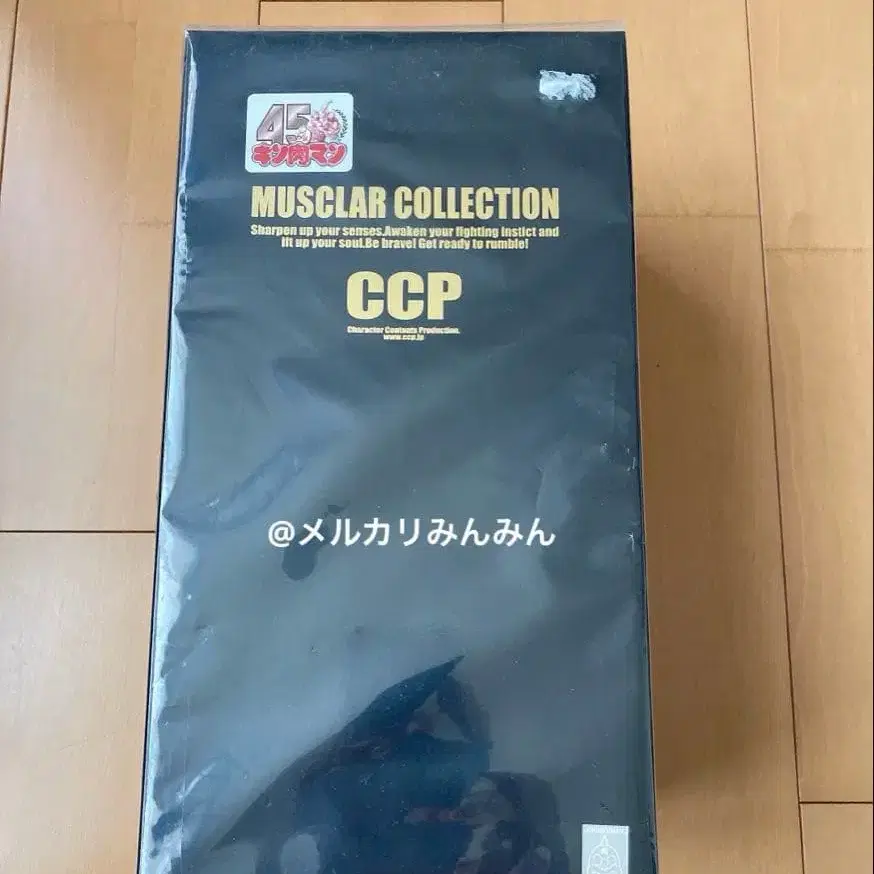 45
キン肉マン
MUSCLAR COLLECTION
Sharpen up your senses.Awaken your fighting instict and
lft up your soul.Be brave! Get ready to rumble!
CCP
Character Contents Production.
www.ccp.jp
@メルカリみんみん